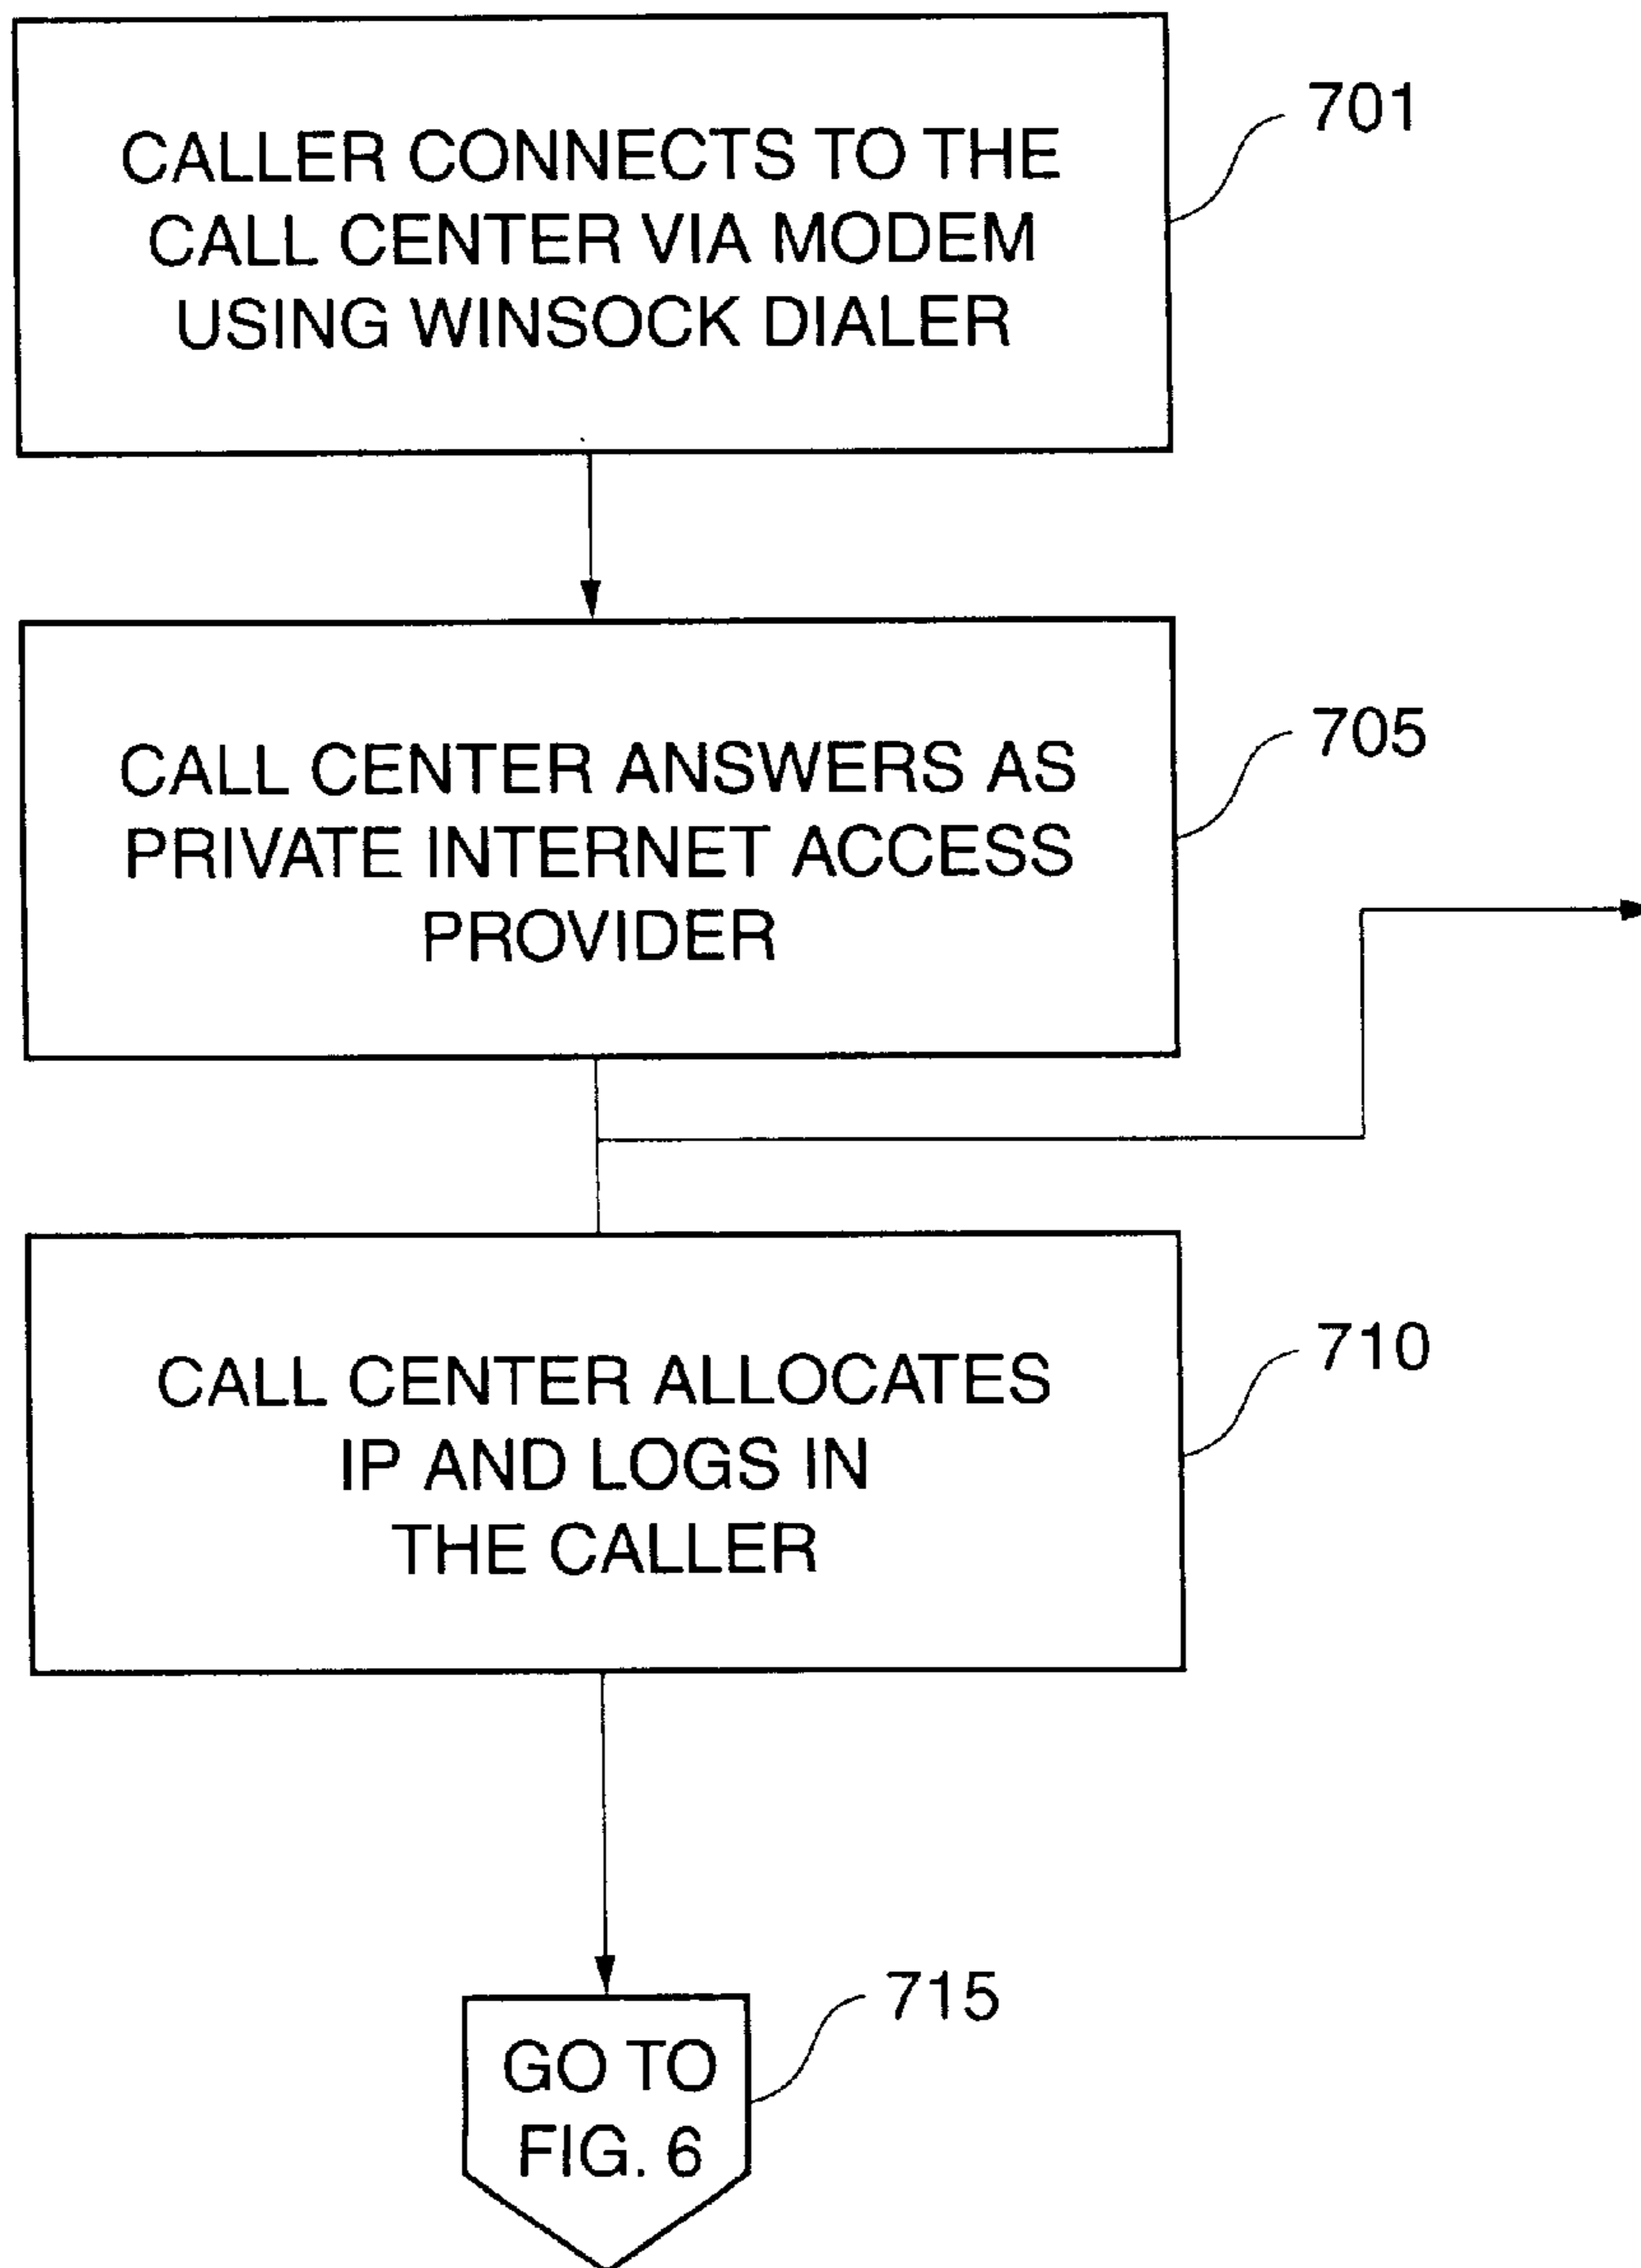 CALLER CONNECTS TO THE
CALL CENTER VIA MODEM
USING WINSOCK DIALER
701
CALL CENTER ANSWERS AS
PRIVATE INTERNET ACCESS
PROVIDER
705
CALL CENTER ALLOCATES
IP AND LOGS IN
THE CALLER
710
GO TO
FIG. 6
715